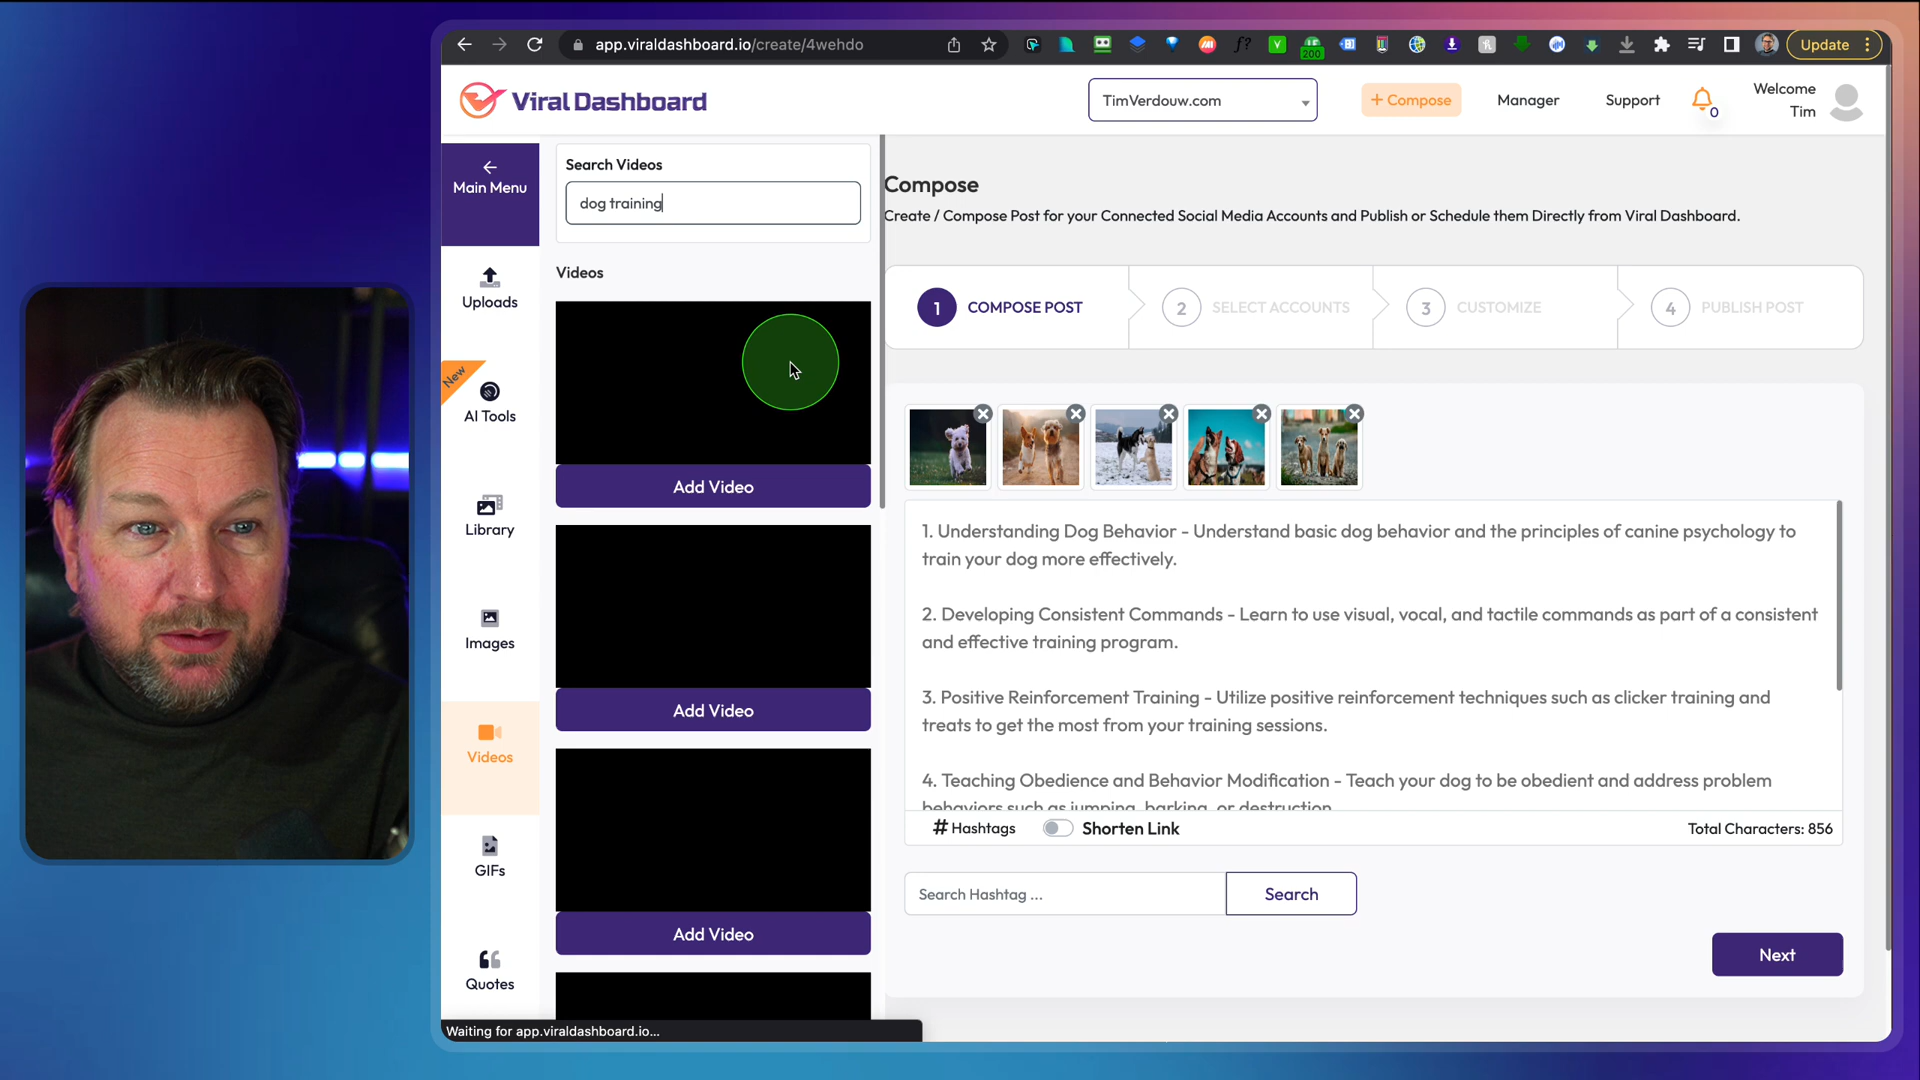 app.viraldashboard.io/create/4wehdo
200
Update
Viral Dashboard
TimVerdouw.com
+ Compose
Manager
Support
0
Welcome
Tim
Main Menu
Uploads
New
AI Tools
Library
Images
Videos
GIFs
Quotes
Search Videos
dog training
Videos
Add Video
Add Video
Add Video
Compose
Create / Compose Post for your Connected Social Media Accounts and Publish or Schedule them Directly from Viral Dashboard.
1 COMPOSE POST
2 SELECT ACCOUNTS
3 CUSTOMIZE
4 PUBLISH POST
1. Understanding Dog Behavior - Understand basic dog behavior and the principles of canine psychology to
train your dog more effectively.
2. Developing Consistent Commands - Learn to use visual, vocal, and tactile commands as part of a consistent
and effective training program.
3. Positive Reinforcement Training - Utilize positive reinforcement techniques such as clicker training and
treats to get the most from your training sessions.
4. Teaching Obedience and Behavior Modification - Teach your dog to be obedient and address problem
behaviors such as jumping, barking, or destruction.
# Hashtags
Shorten Link
Total Characters: 856
Search Hashtag ...
Search
Next
Waiting for app.viraldashboard.io...